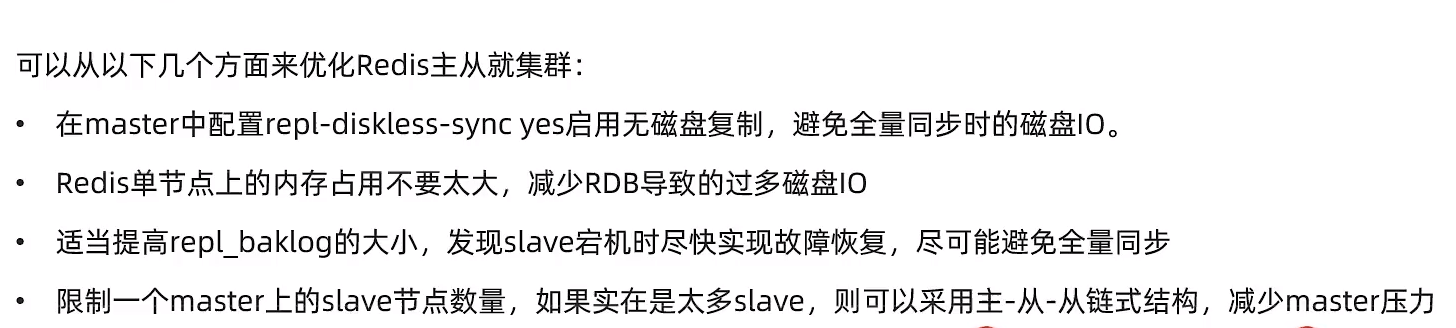 可以从以下几个方面来优化Redis主从就集群：
• 在master中配置repl-diskless-sync yes启用无磁盘复制，避免全量同步时的磁盘IO。
• Redis单节点上的内存占用不要太大，减少RDB导致的过多磁盘IO
• 适当提高repl_baklog的大小，发现slave宕机时尽快实现故障恢复，尽可能避免全量同步
• 限制一个master上的slave节点数量，如果实在是太多slave，则可以采用主-从-从链式结构，减少master压力